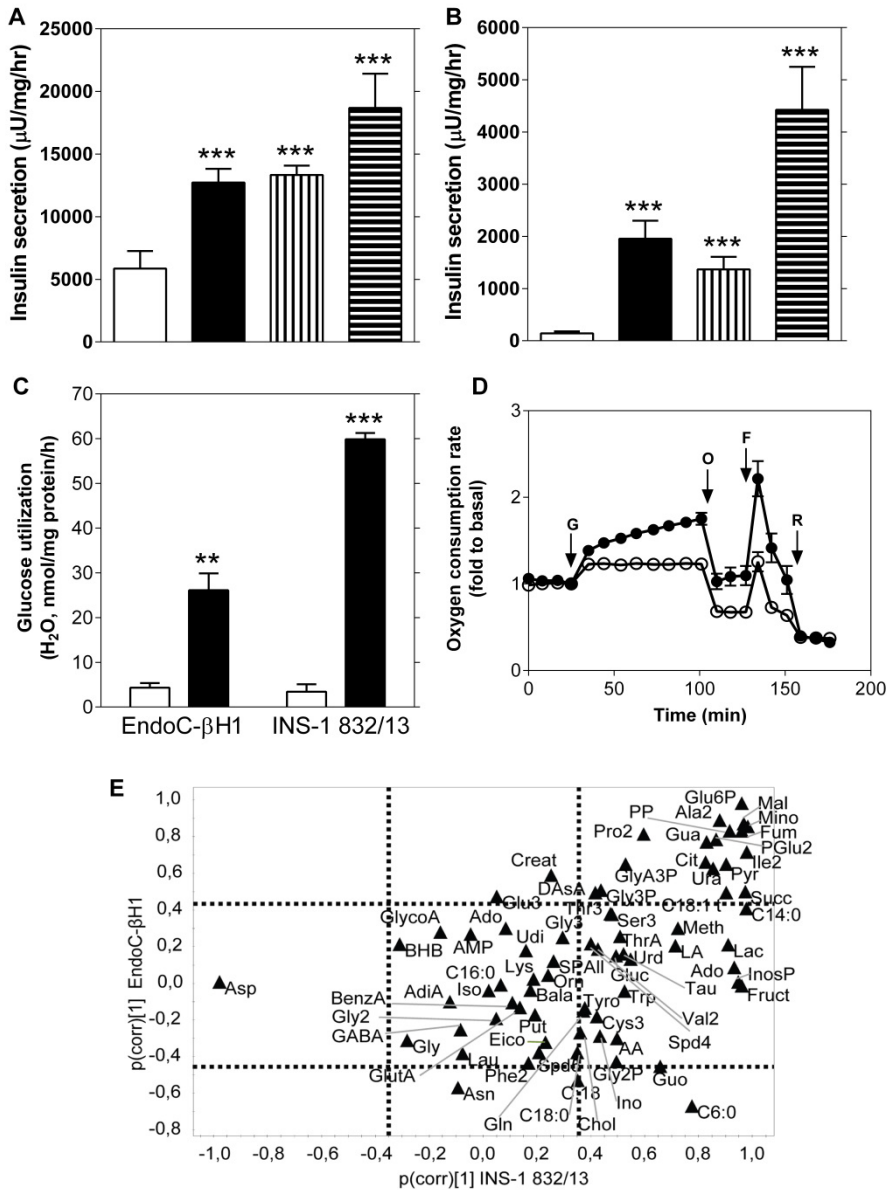 A
Insulin secretion (μU/mg/hr)
25000
20000
15000
10000
5000
0
***
***
***
B
Insulin secretion (μU/mg/hr)
6000
5000
4000
3000
2000
1000
0
***
***
***
C
Glucose utilization
(H₂O, nmol/mg protein/h)
70
60
50
40
30
20
10
0
**
***
EndoC-βH1 INS-1 832/13
D
Oxygen consumption rate
(fold to basal)
3
2
1
0
G
O
F
R
0 50 100 150 200
Time (min)
E
p(corr)[1] EndoC-βH1
1,0
0,8
0,6
0,4
0,2
0,0
-0,2
-0,4
-0,6
-0,8
Glu6P Mal
PP Ala2 Mino
Pro2 Gua Fum
PGlu2
Creat Cit Ile2
GlyA3P Ura Pyr
DAsA Gly3P Succ
Glu3 Thr3 C18:1 t C14:0
GlycoA Ado Gly3 Ser3 Meth
BHB AMP Udi ThrA LA Lac
Lys SP All Urd
C16:0 Orn Gluc Ado InosP
Asp AdiA Iso Bala Trp Tau Fruct
BenzA Tyro Val2
Gly2 Put Cys3 Spd4
GABA Gly Eico AA
GlutA Lau Spd6 Gly2P Guo
Phe2 C 18 Ino
Asn Gln C18:0 Chol C6:0
-1,0 -0,8 -0,6 -0,4 -0,2 0,0 0,2 0,4 0,6 0,8 1,0
p(corr)[1] INS-1 832/13